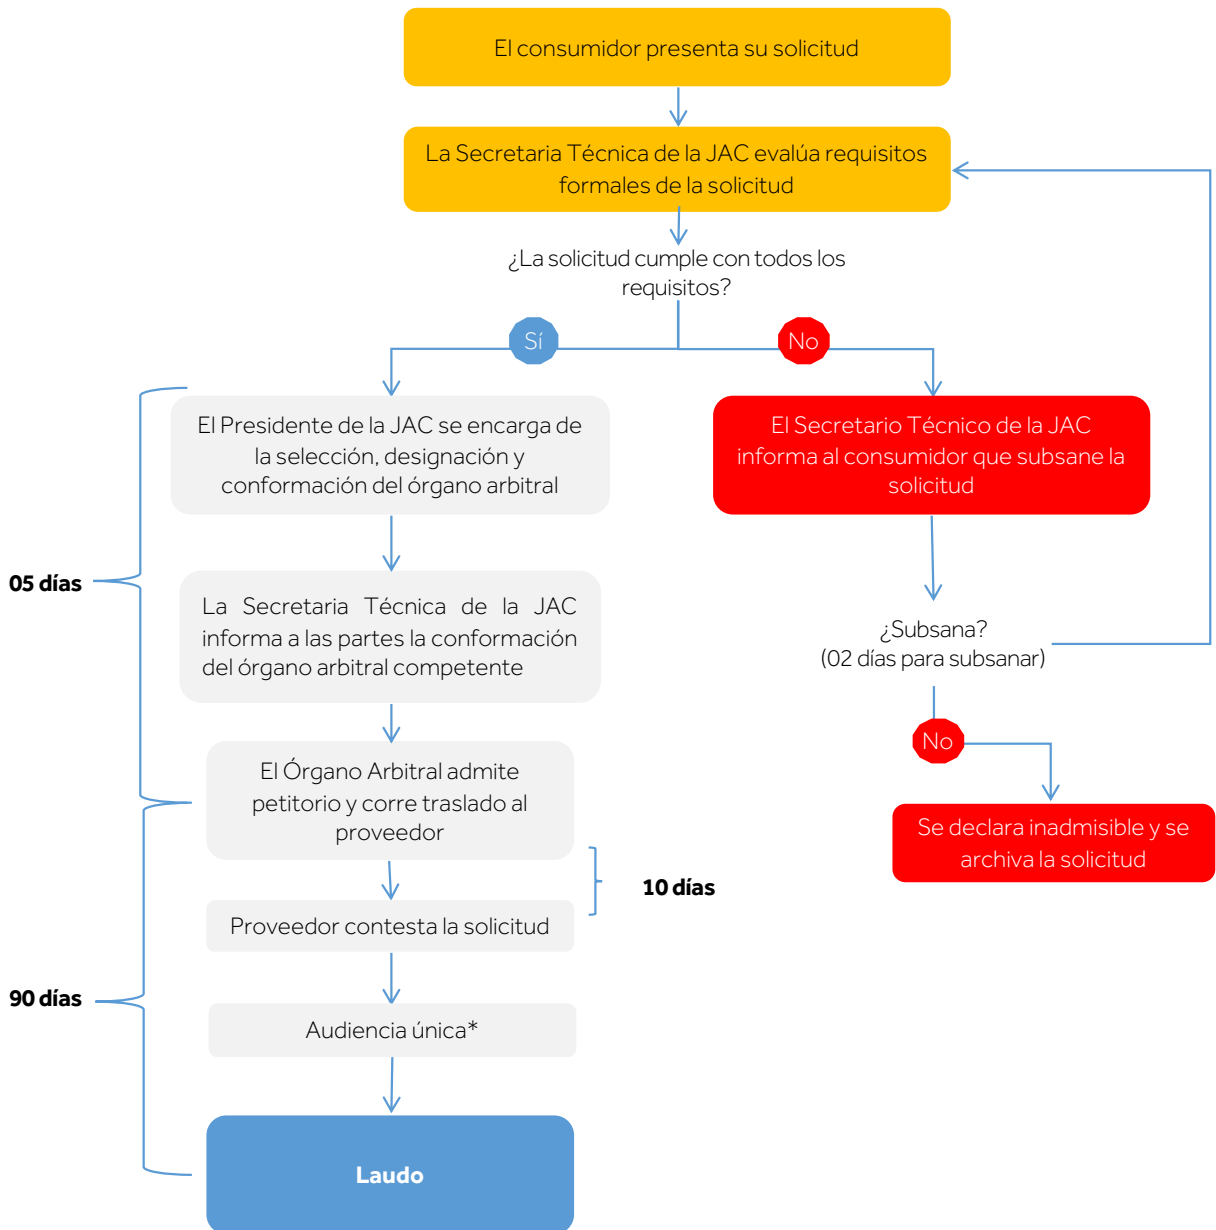 El consumidor presenta su solicitud
La Secretaria Técnica de la JAC evalúa requisitos
formales de la solicitud
¿La solicitud cumple con todos los
requisitos?
Sí
No
El Presidente de la JAC se encarga de
la selección, designación y
conformación del órgano arbitral
El Secretario Técnico de la JAC
informa al consumidor que subsane la
solicitud
05 días
La Secretaria Técnica de la JAC
informa a las partes la conformación
del órgano arbitral competente
¿Subsana?
(02 días para subsanar)
No
El Órgano Arbitral admite
petitorio y corre traslado al
proveedor
Se declara inadmisible y se
archiva la solicitud
10 días
Proveedor contesta la solicitud
90 días
Audiencia única*
Laudo